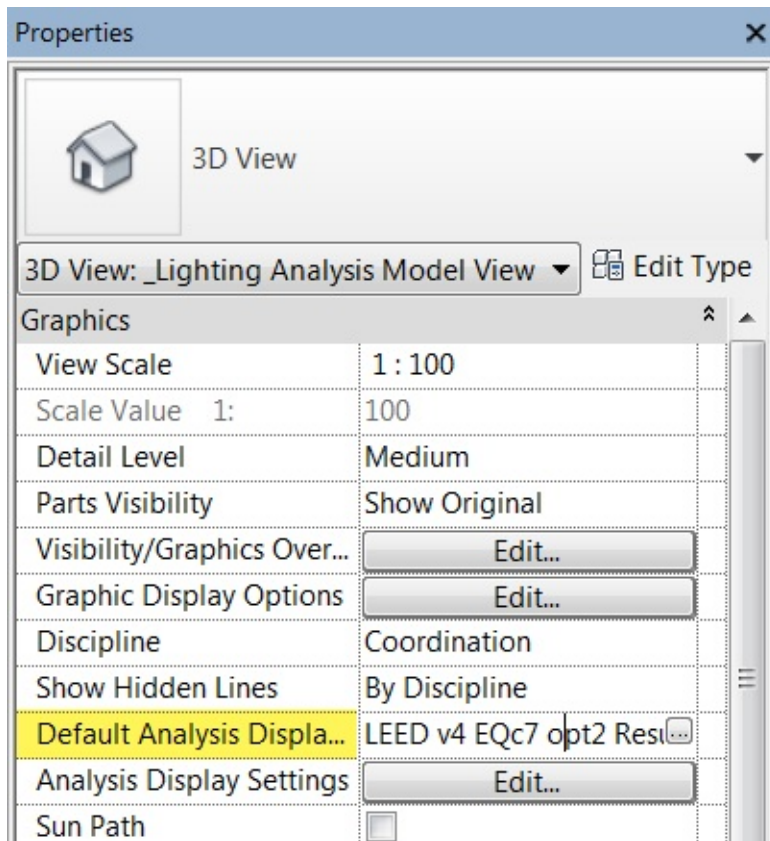 Properties
3D View
3D View: _Lighting Analysis Model View Edit Type
Graphics
View Scale 1 : 100
Scale Value 1: 100
Detail Level Medium
Parts Visibility Show Original
Visibility/Graphics Over... Edit...
Graphic Display Options Edit...
Discipline Coordination
Show Hidden Lines By Discipline
Default Analysis Displa... LEED v4 EQc7 opt2 Resu ...
Analysis Display Settings Edit...
Sun Path